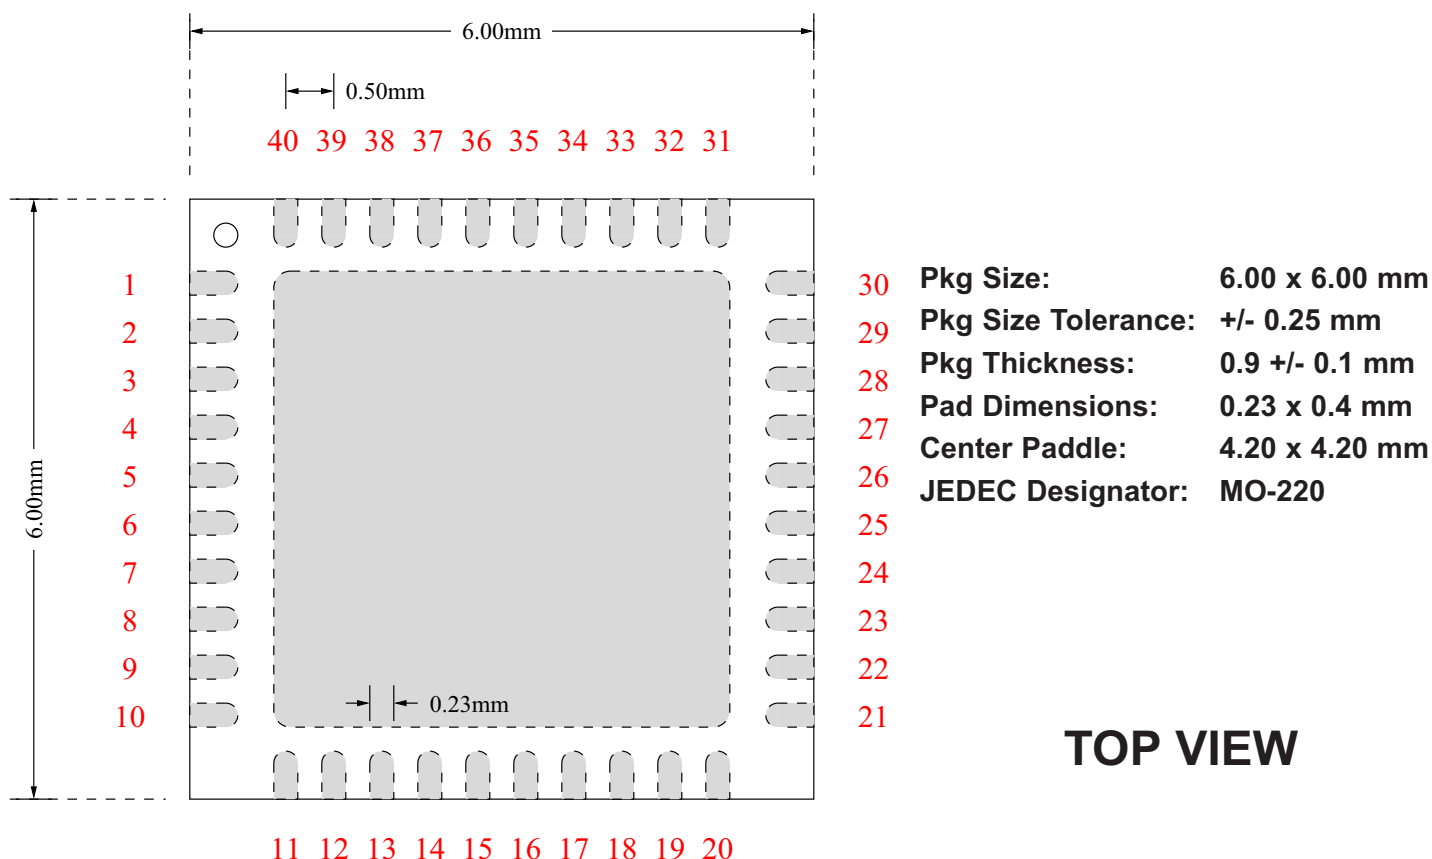 6.00mm
0.50mm
40 39 38 37 36 35 34 33 32 31
6.00mm
1
2
3
4
5
6
7
8
9
10
0.23mm
30
29
28
27
26
25
24
23
22
21
11 12 13 14 15 16 17 18 19 20
Pkg Size: 6.00 x 6.00 mm
Pkg Size Tolerance: +/- 0.25 mm
Pkg Thickness: 0.9 +/- 0.1 mm
Pad Dimensions: 0.23 x 0.4 mm
Center Paddle: 4.20 x 4.20 mm
JEDEC Designator: MO-220
TOP VIEW